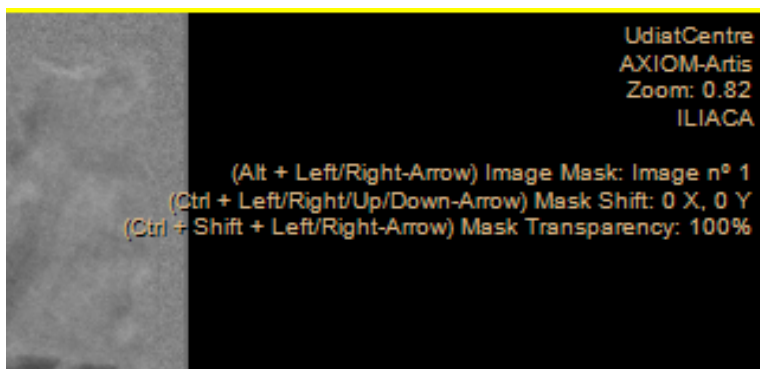 UdiatCentre
AXIOM-Artis
Zoom: 0.82
ILIACA
(Alt + Left/Right-Arrow) Image Mask: Image nº 1
(Ctrl + Left/Right/Up/Down-Arrow) Mask Shift: 0 X, 0 Y
(Ctrl + Shift + Left/Right-Arrow) Mask Transparency: 100%